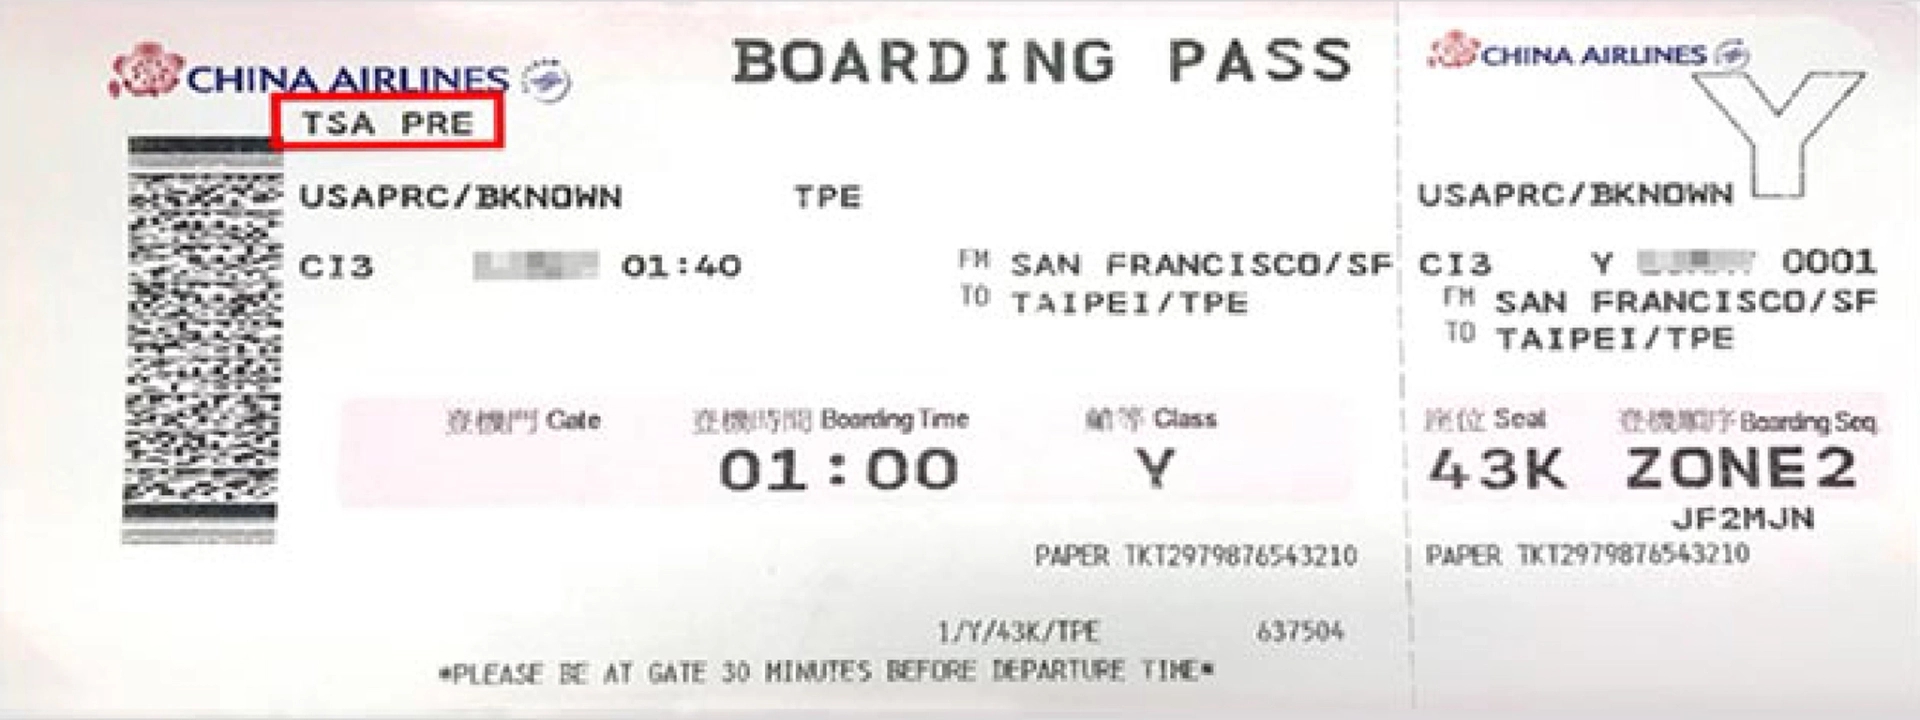 CHINA AIRLINES
BOARDING PASS
TSA PRE
USAPRC/BKNOWN TPE
CI3 01:40 FM SAN FRANCISCO/SF
TO TAIPEI/TPE
登機門 Gate 登機時間 Boarding Time 艙等 Class
01:00 Y
PAPER TKT2979876543210
1/Y/43K/TPE 637504
*PLEASE BE AT GATE 30 MINUTES BEFORE DEPARTURE TIME*
CHINA AIRLINES
Y
USAPRC/BKNOWN
CI3 Y 0001
FM SAN FRANCISCO/SF
TO TAIPEI/TPE
座位 Seat 登機順序 Boarding Seq.
43K ZONE2
JF2MJN
PAPER TKT2979876543210